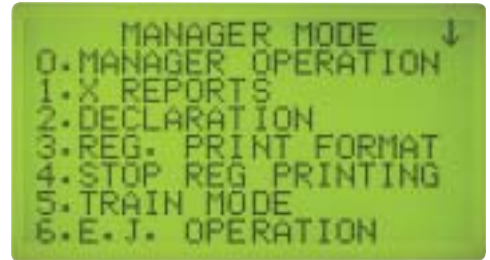 MANAGER MODE ↓
0.MANAGER OPERATION
1.X REPORTS
2.DECLARATION
3.REG. PRINT FORMAT
4.STOP REG PRINTING
5.TRAIN MODE
6.E.J. OPERATION